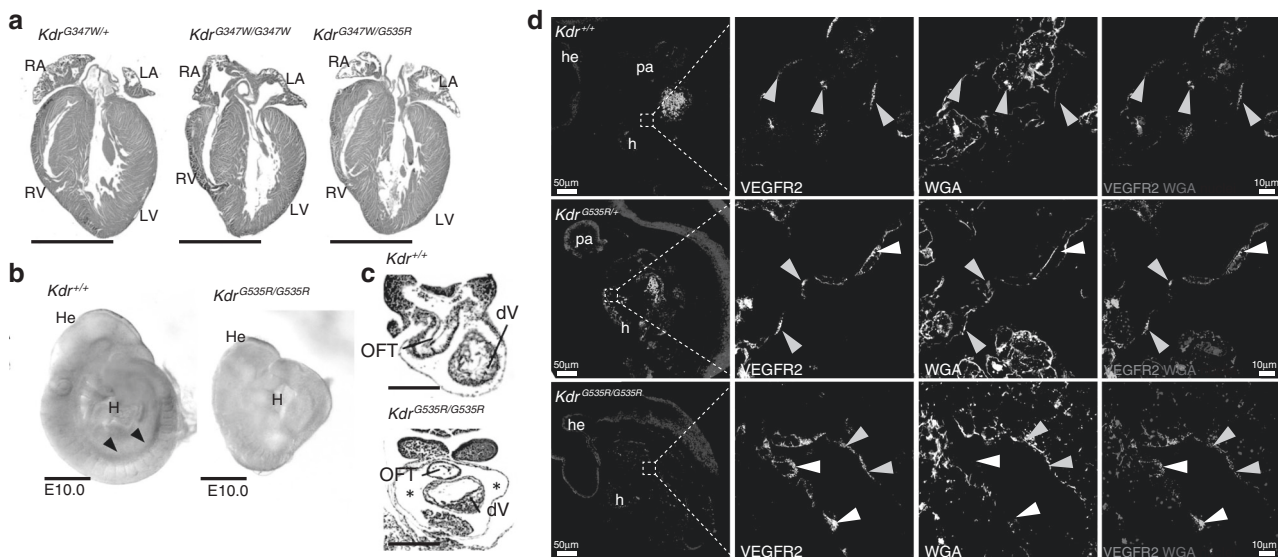 a
Kdr^G347W/+ Kdr^G347W/G347W Kdr^G347W/G535R
RA LA RA LA RA LA
RV LV RV LV RV LV
b
Kdr^+/+ Kdr^G535R/G535R
He He
H H
E10.0 E10.0
c
Kdr^+/+
dV
OFT
Kdr^G535R/G535R
OFT
* *
dV
d
Kdr^+/+
he
pa
h
50µm VEGFR2 WGA VEGFR2 WGA 10µm
Kdr^G535R/+
pa
h
50µm VEGFR2 WGA VEGFR2 WGA 10µm
Kdr^G535R/G535R
he
h
50µm VEGFR2 WGA VEGFR2 WGA 10µm